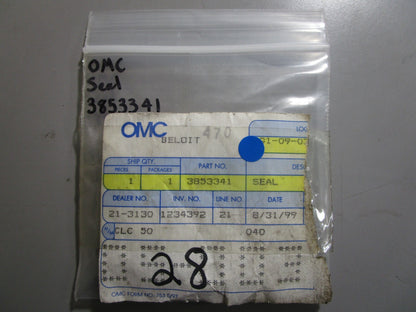 OMC
Seal
3853341
OMC
BELOIT 470
LOC
01-09-0
SHIP QTY.
PIECES PACKAGES PART NO. DESC
1 1 3853341 SEAL
DEALER NO. INV. NO. LINE NO. DATE
21-3130 1234392 21 8/31/99
CLC 50 040
28
OMC FORM NO.